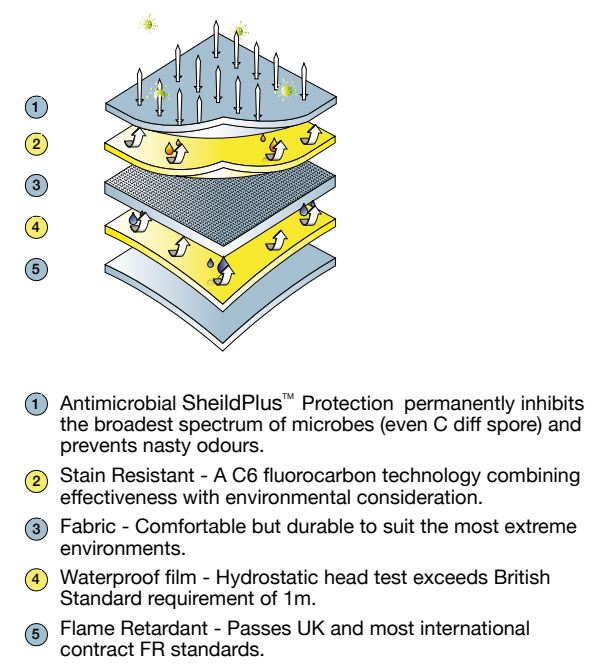 1
2
3
4
5
1 Antimicrobial SheildPlus™ Protection permanently inhibits
the broadest spectrum of microbes (even C diff spore) and
prevents nasty odours.
2 Stain Resistant - A C6 fluorocarbon technology combining
effectiveness with environmental consideration.
3 Fabric - Comfortable but durable to suit the most extreme
environments.
4 Waterproof film - Hydrostatic head test exceeds British
Standard requirement of 1m.
5 Flame Retardant - Passes UK and most international
contract FR standards.